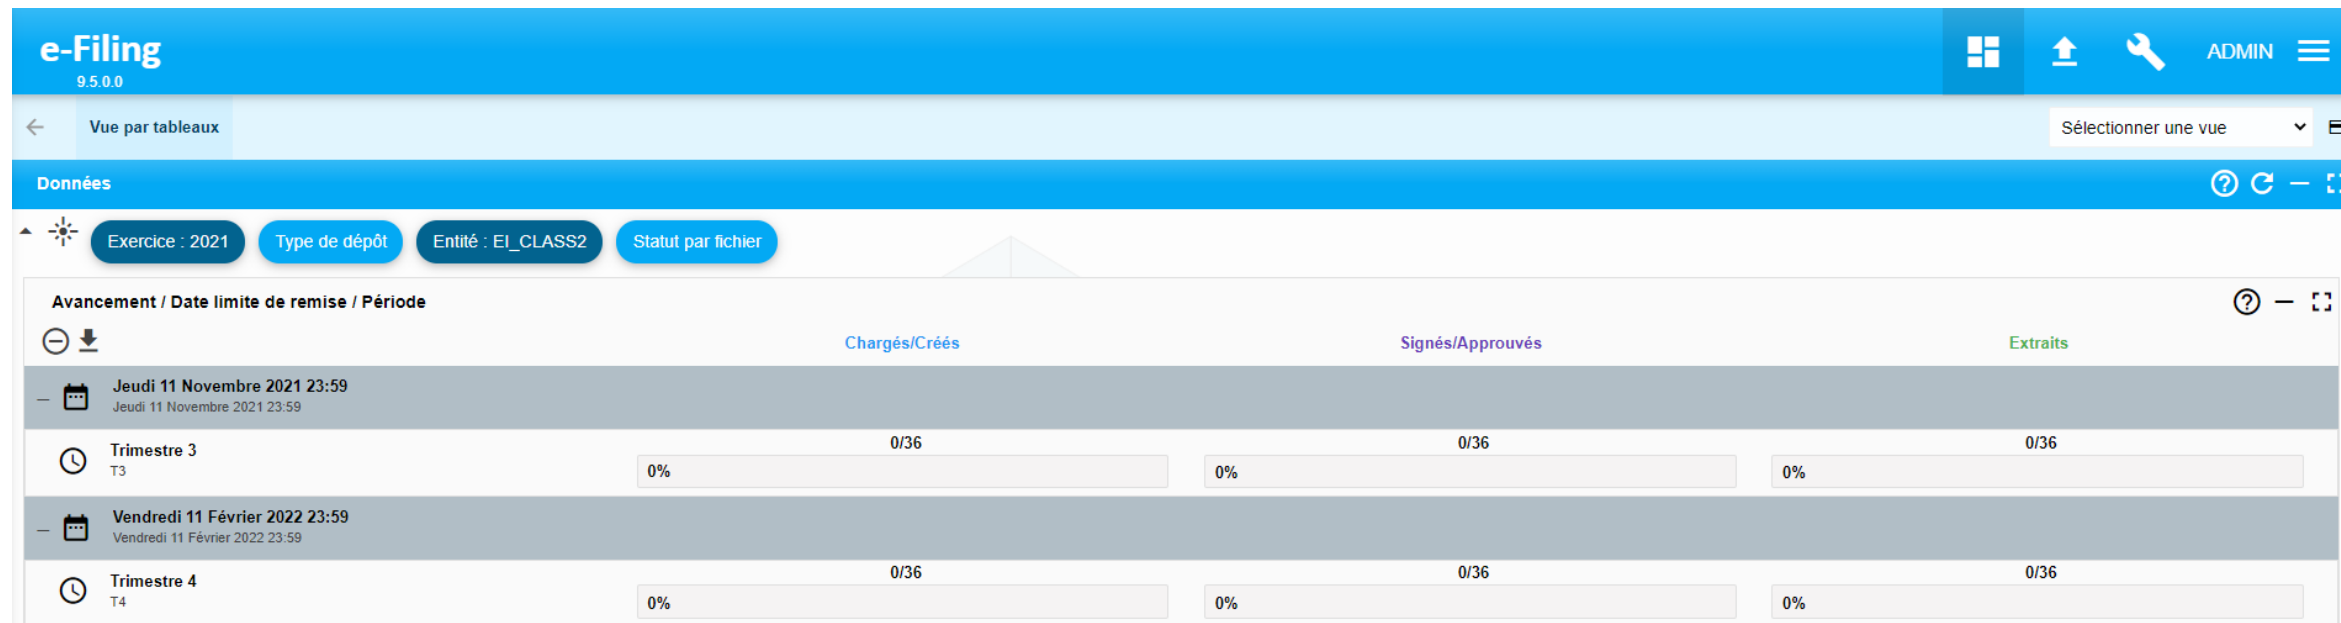 e-Filing
9.5.0.0
ADMIN
Vue par tableaux
Sélectionner une vue
Données
Exercice : 2021
Type de dépôt
Entité : EI_CLASS2
Statut par fichier
Avancement / Date limite de remise / Période
Chargés/Créés
Signés/Approuvés
Extraits
Jeudi 11 Novembre 2021 23:59
Jeudi 11 Novembre 2021 23:59
Trimestre 3
T3
0/36
0%
0/36
0%
0/36
0%
Vendredi 11 Février 2022 23:59
Vendredi 11 Février 2022 23:59
Trimestre 4
T4
0/36
0%
0/36
0%
0/36
0%